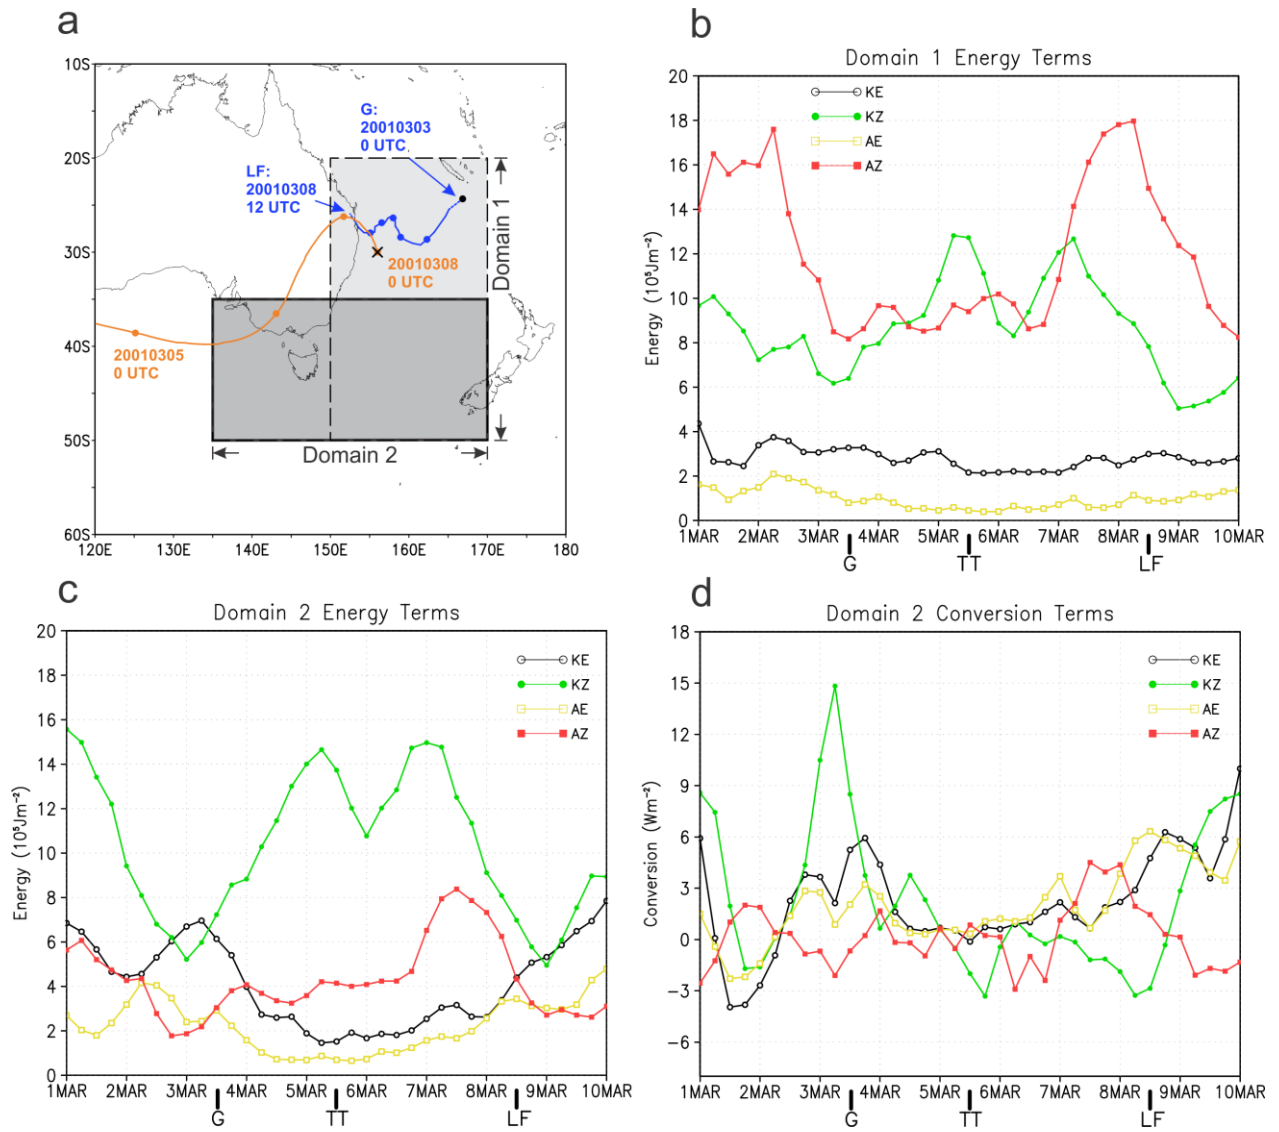 a
10S
20S
30S
40S
50S
60S
120E
130E
140E
150E
160E
170E
180
G:
20010303
0 UTC
LF:
20010308
12 UTC
20010308
0 UTC
20010305
0 UTC
Domain 1
Domain 2
b
Domain 1 Energy Terms
Energy (10⁵Jm⁻²)
20
18
16
14
12
10
8
6
4
2
0
KE
KZ
AE
AZ
1MAR
2MAR
3MAR
4MAR
5MAR
6MAR
7MAR
8MAR
9MAR
10MAR
G
TT
LF
c
Domain 2 Energy Terms
Energy (10⁵Jm⁻²)
20
18
16
14
12
10
8
6
4
2
0
KE
KZ
AE
AZ
1MAR
2MAR
3MAR
4MAR
5MAR
6MAR
7MAR
8MAR
9MAR
10MAR
G
TT
LF
d
Domain 2 Conversion Terms
Conversion (Wm⁻²)
18
15
12
9
6
3
0
−3
−6
KE
KZ
AE
AZ
1MAR
2MAR
3MAR
4MAR
5MAR
6MAR
7MAR
8MAR
9MAR
10MAR
G
TT
LF